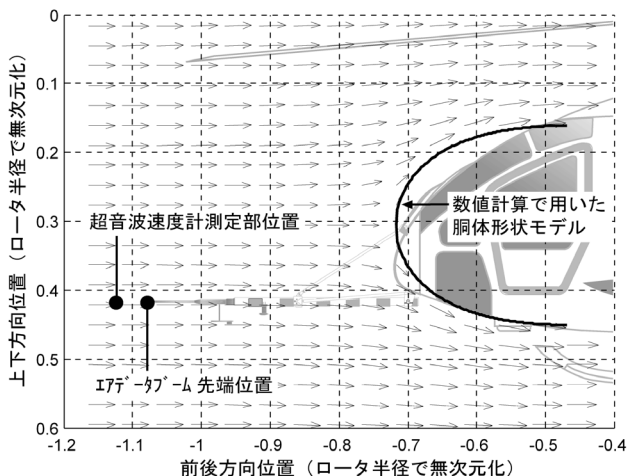 0
0.1
0.2
0.3
0.4
0.5
0.6
上下方向位置（ロータ半径で無次元化）
超音波速度計測定部位置
数値計算で用いた
胴体形状モデル
ｴｱﾃﾞｰﾀﾌﾞｰﾑ 先端位置
-1.2
-1.1
-1
-0.9
-0.8
-0.7
-0.6
-0.5
-0.4
前後方向位置（ロータ半径で無次元化）